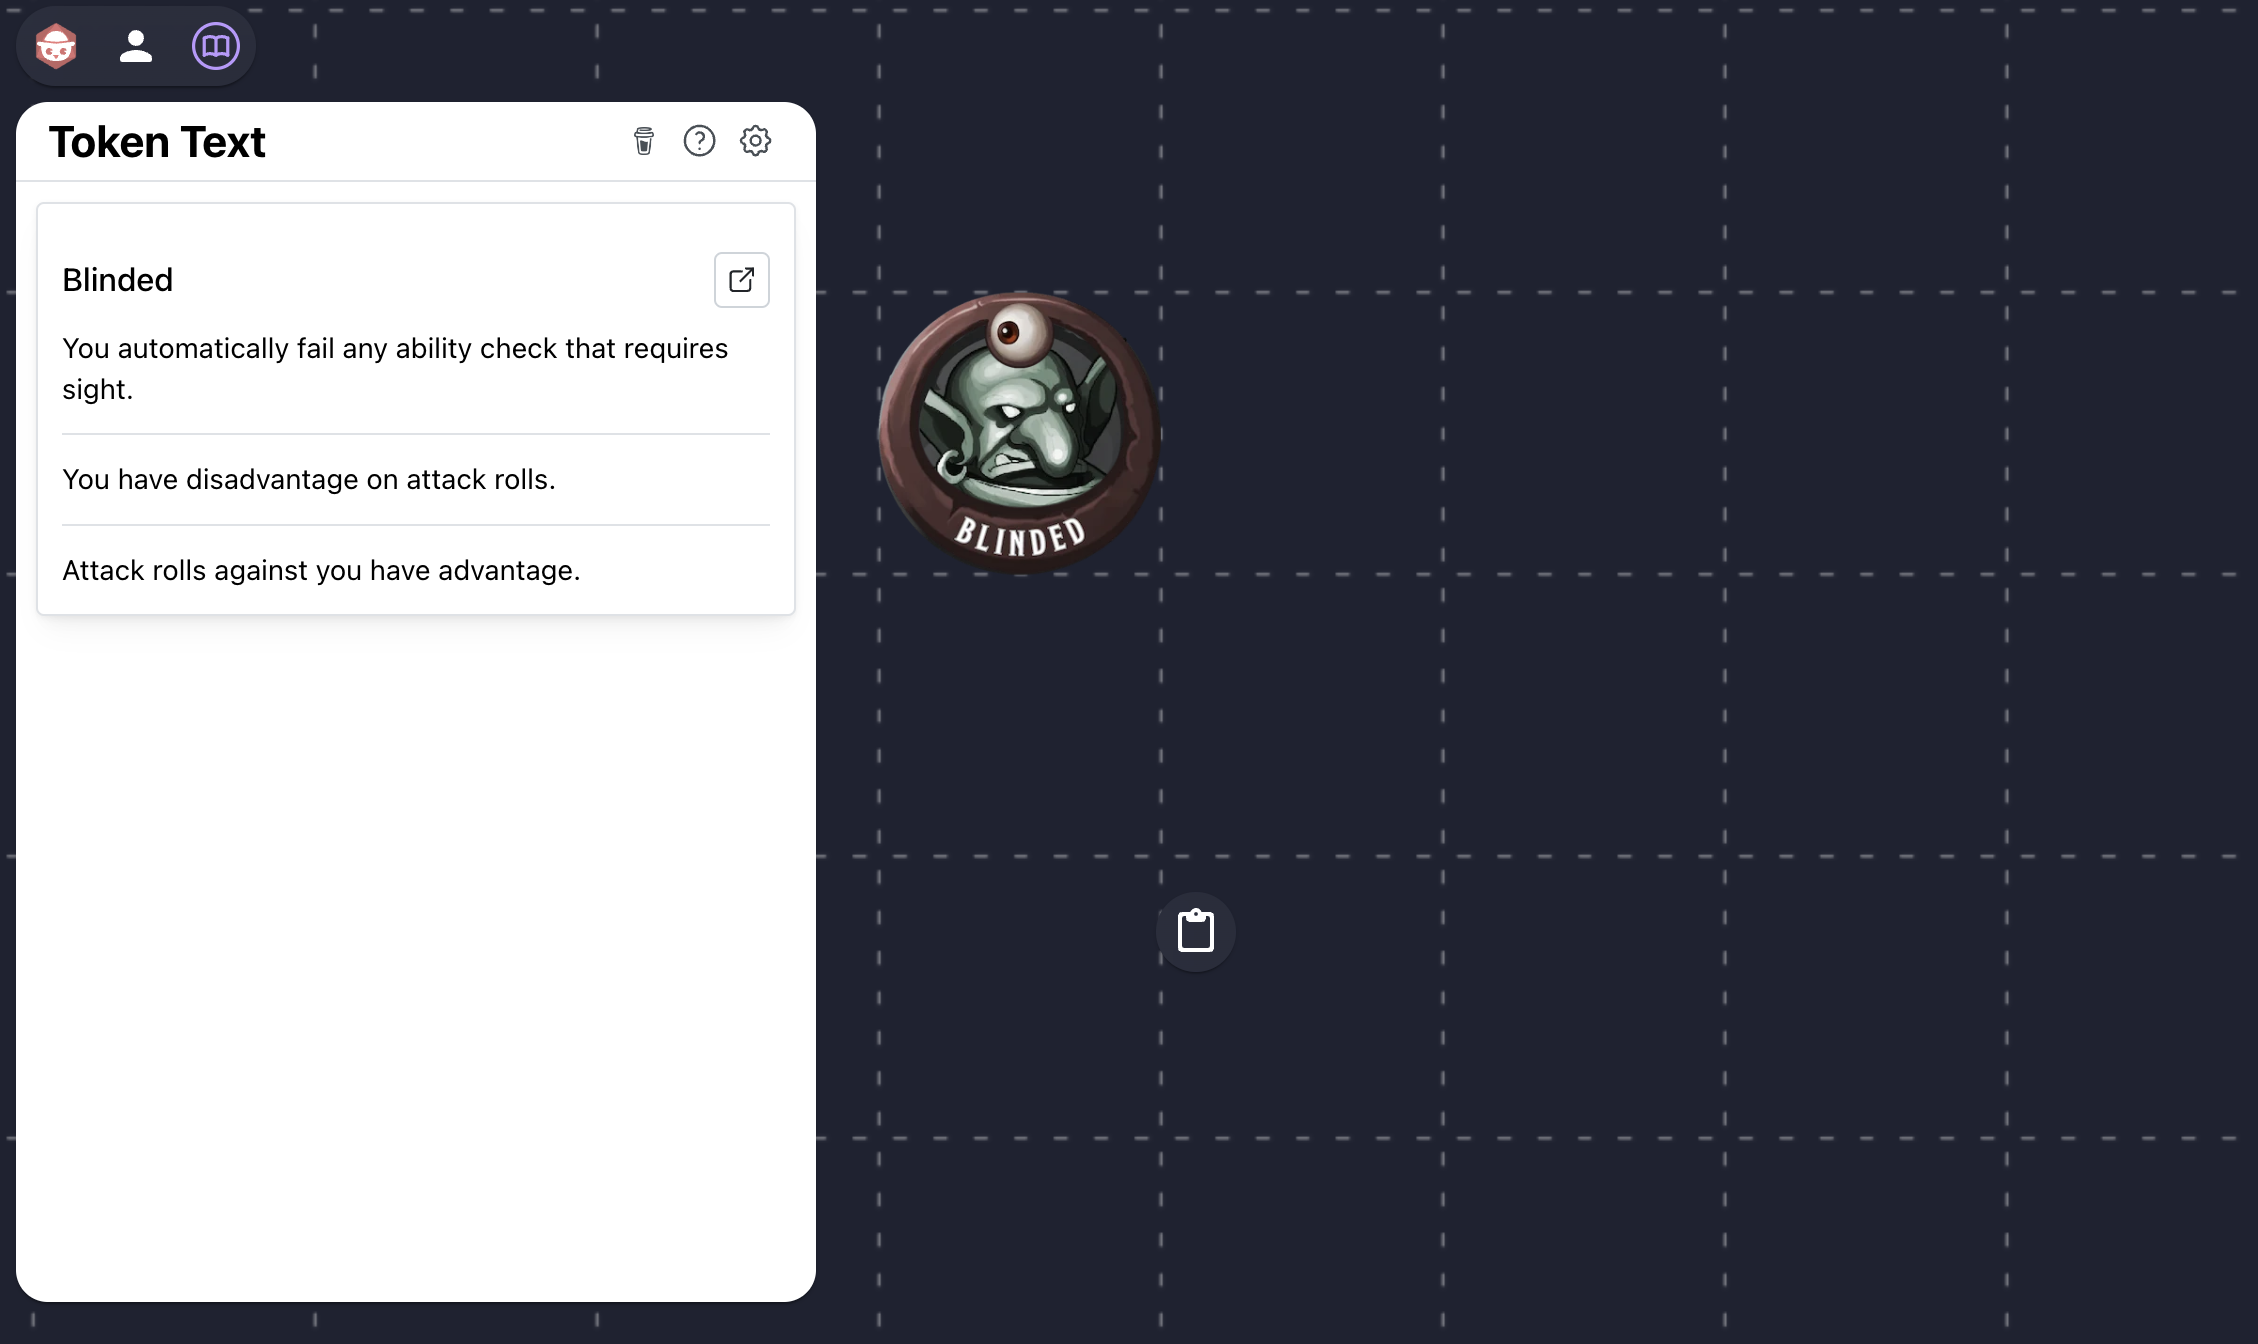 Token Text
Blinded
You automatically fail any ability check that requires
sight.
You have disadvantage on attack rolls.
Attack rolls against you have advantage.
BLINDED